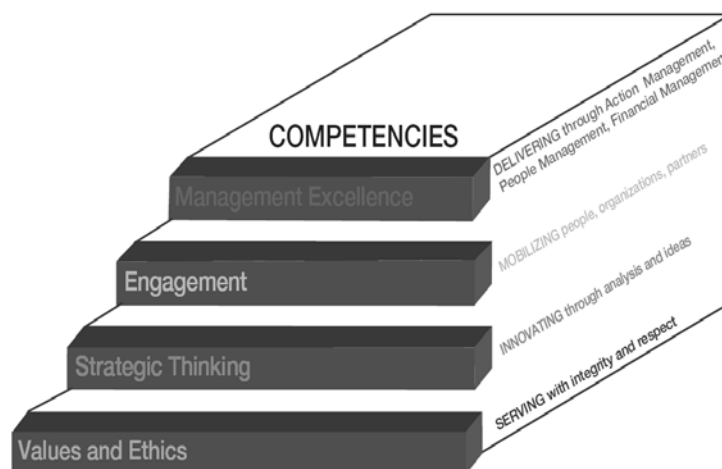 COMPETENCIES
DELIVERING through Action Management,
People Management, Financial Management
Management Excellence
MOBILIZING people, organizations, partners
Engagement
INNOVATING through analysis and ideas
Strategic Thinking
SERVING with integrity and respect
Values and Ethics